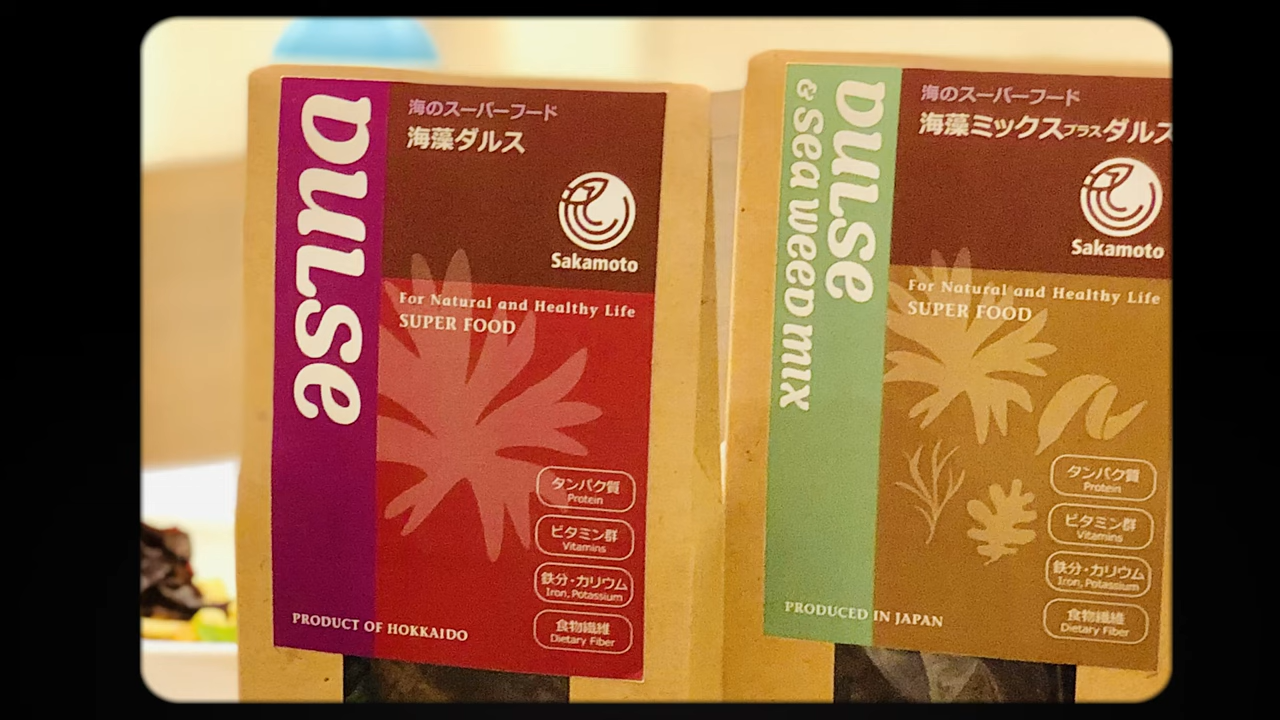 DULSE
海のスーパーフード
海藻ダルス
Sakamoto
For Natural and Healthy Life
SUPER FOOD
タンパク質
Protein
ビタミン群
Vitamins
鉄分・カリウム
Iron, Potassium
食物繊維
Dietary Fiber
PRODUCT OF HOKKAIDO
DULSE
& Seaweed mix
海のスーパーフード
海藻ミックスプラスダルス
Sakamoto
For Natural and Healthy Life
SUPER FOOD
タンパク質
Protein
ビタミン群
Vitamins
鉄分・カリウム
Iron, Potassium
食物繊維
Dietary Fiber
PRODUCED IN JAPAN